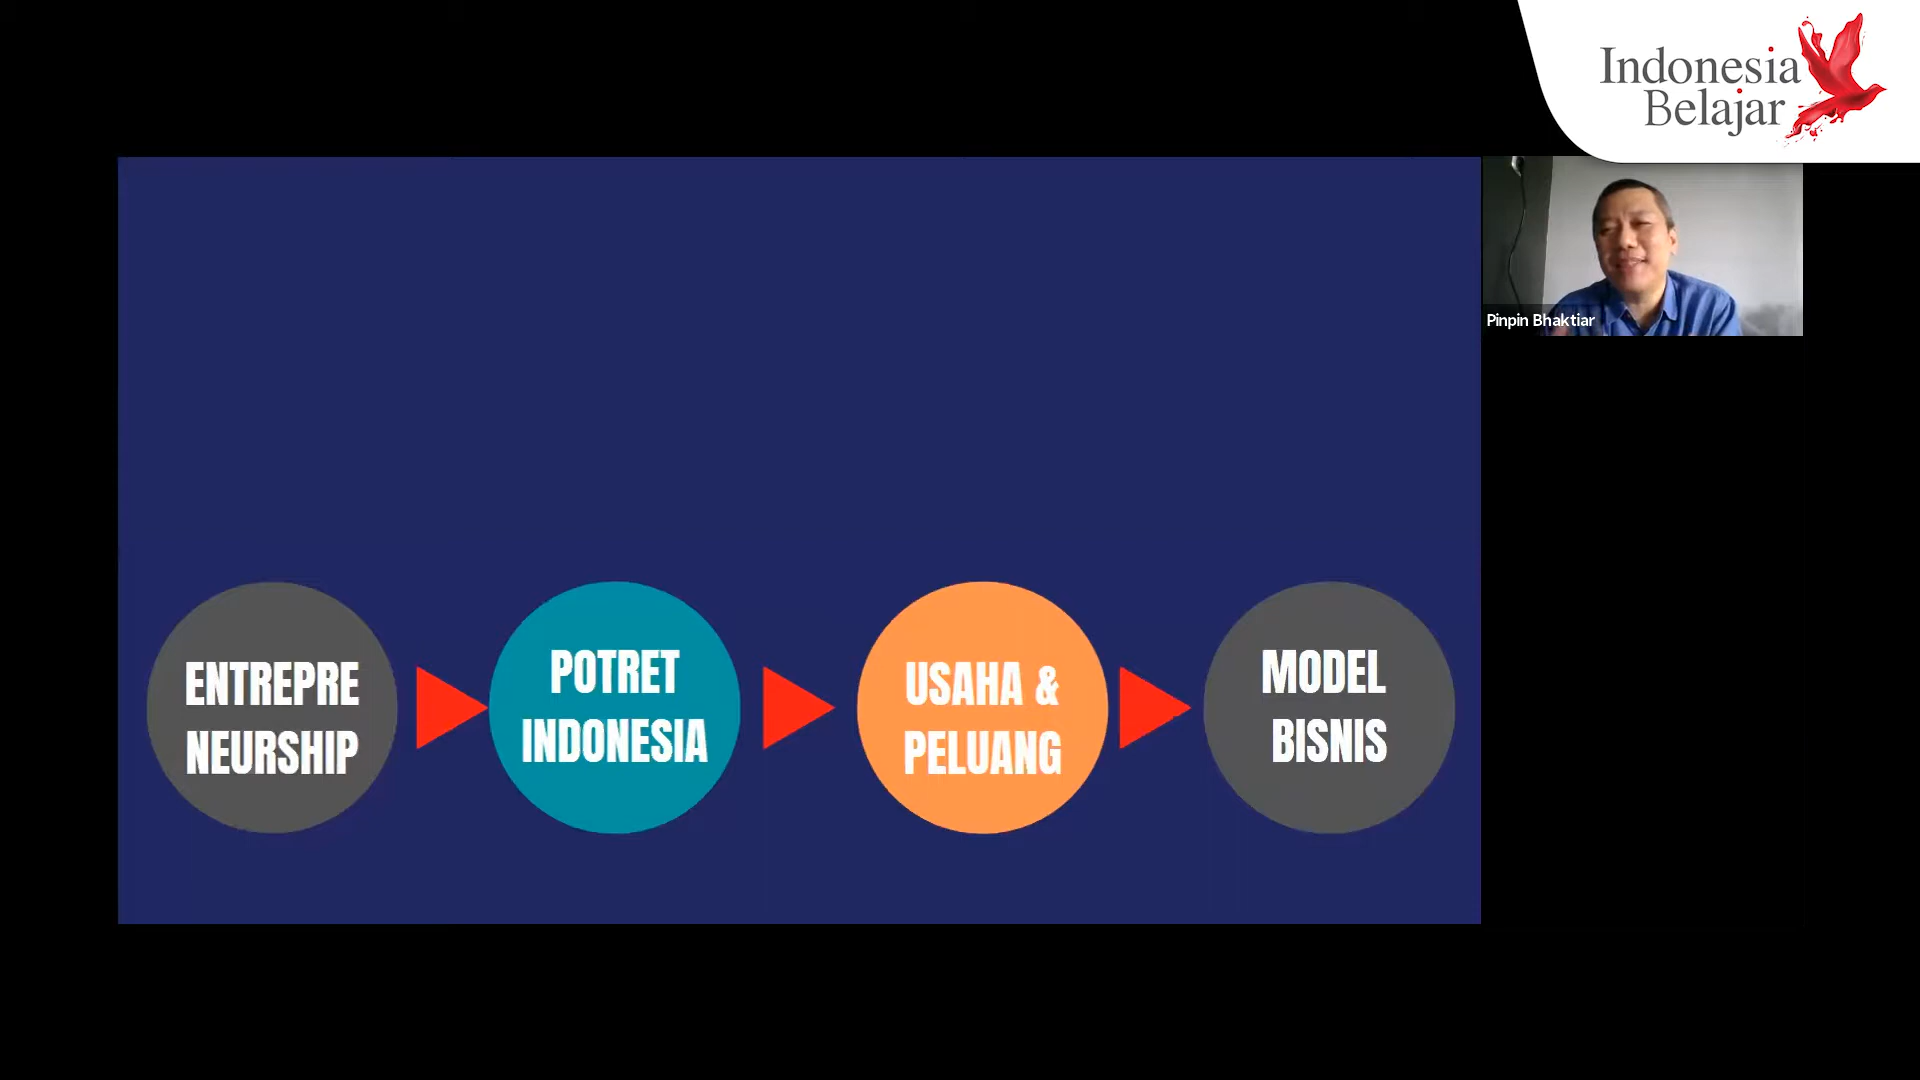 Indonesia
Belajar
Pinpin Bhaktiar
ENTREPRE
NEURSHIP
POTRET
INDONESIA
USAHA &
PELUANG
MODEL
BISNIS